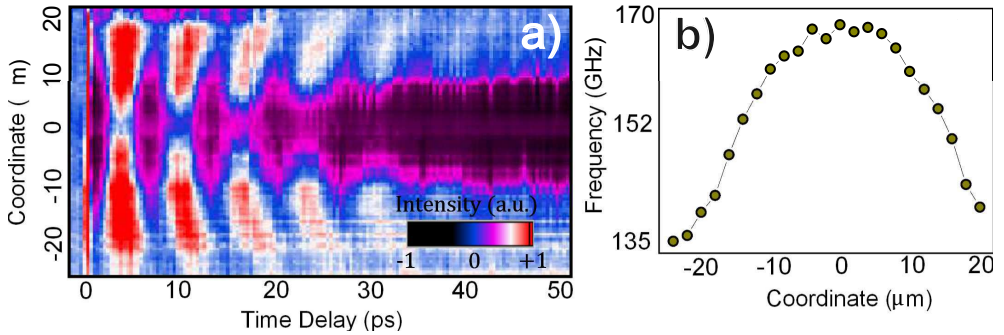 a)
20
10
0
-10
-20
Coordinate ( m)
Intensity (a.u.)
-1 0 +1
0 10 20 30 40 50
Time Delay (ps)
b)
170
152
135
Frequency (GHz)
-20 -10 0 10 20
Coordinate (μm)